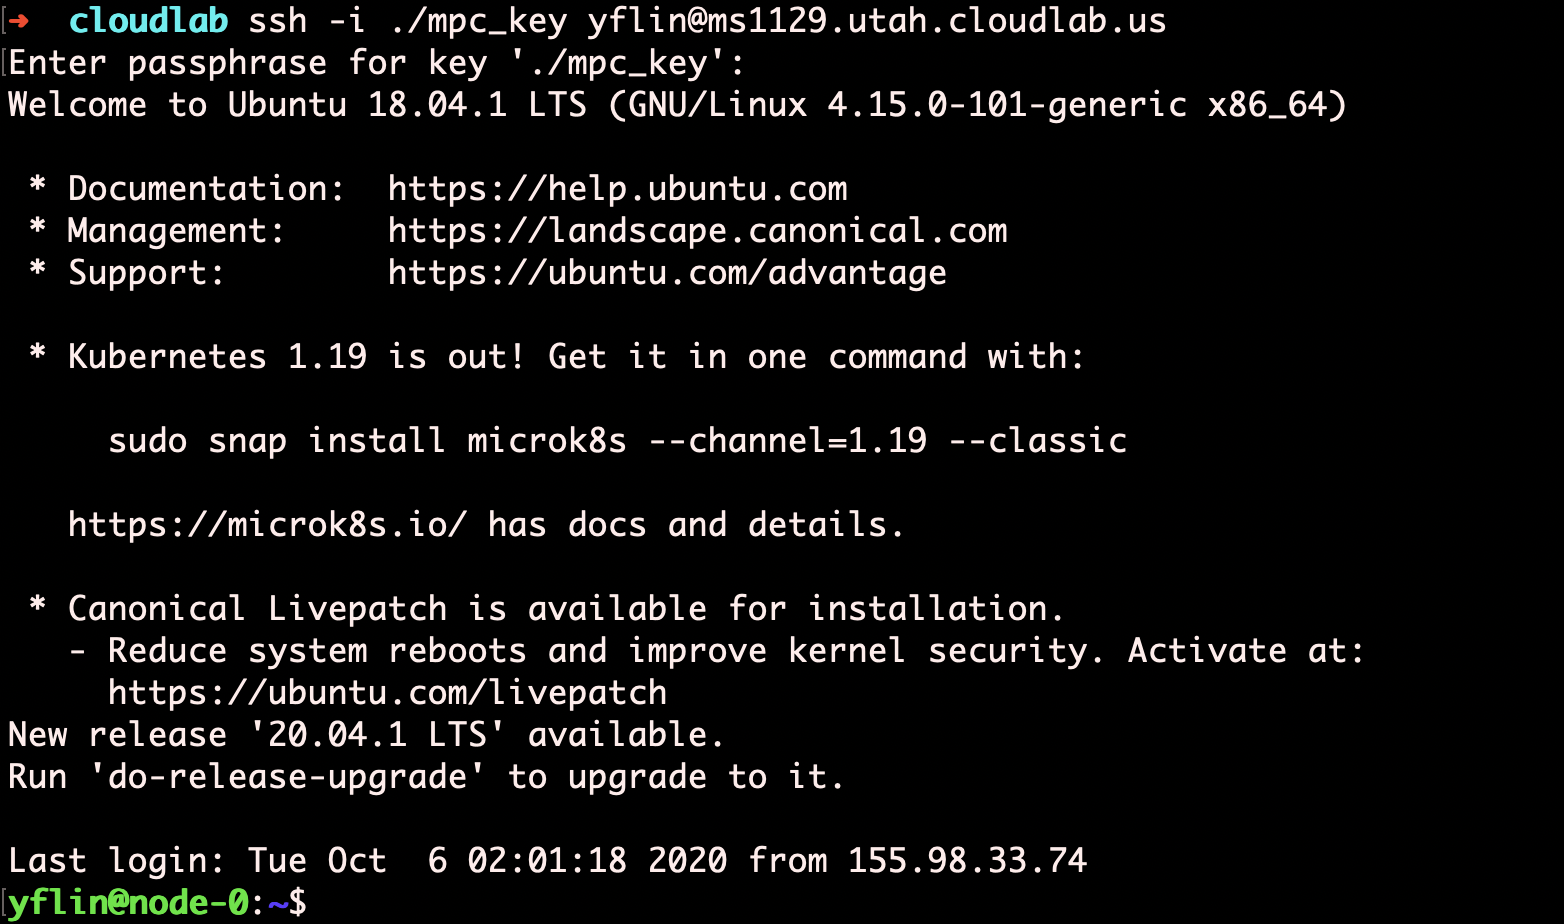 ➜  cloudlab ssh -i ./mpc_key yflin@ms1129.utah.cloudlab.us
Enter passphrase for key './mpc_key':
Welcome to Ubuntu 18.04.1 LTS (GNU/Linux 4.15.0-101-generic x86_64)

 * Documentation:  https://help.ubuntu.com
 * Management:     https://landscape.canonical.com
 * Support:        https://ubuntu.com/advantage

 * Kubernetes 1.19 is out! Get it in one command with:

     sudo snap install microk8s --channel=1.19 --classic

   https://microk8s.io/ has docs and details.

 * Canonical Livepatch is available for installation.
   - Reduce system reboots and improve kernel security. Activate at:
     https://ubuntu.com/livepatch
New release '20.04.1 LTS' available.
Run 'do-release-upgrade' to upgrade to it.

Last login: Tue Oct  6 02:01:18 2020 from 155.98.33.74
yflin@node-0:~$